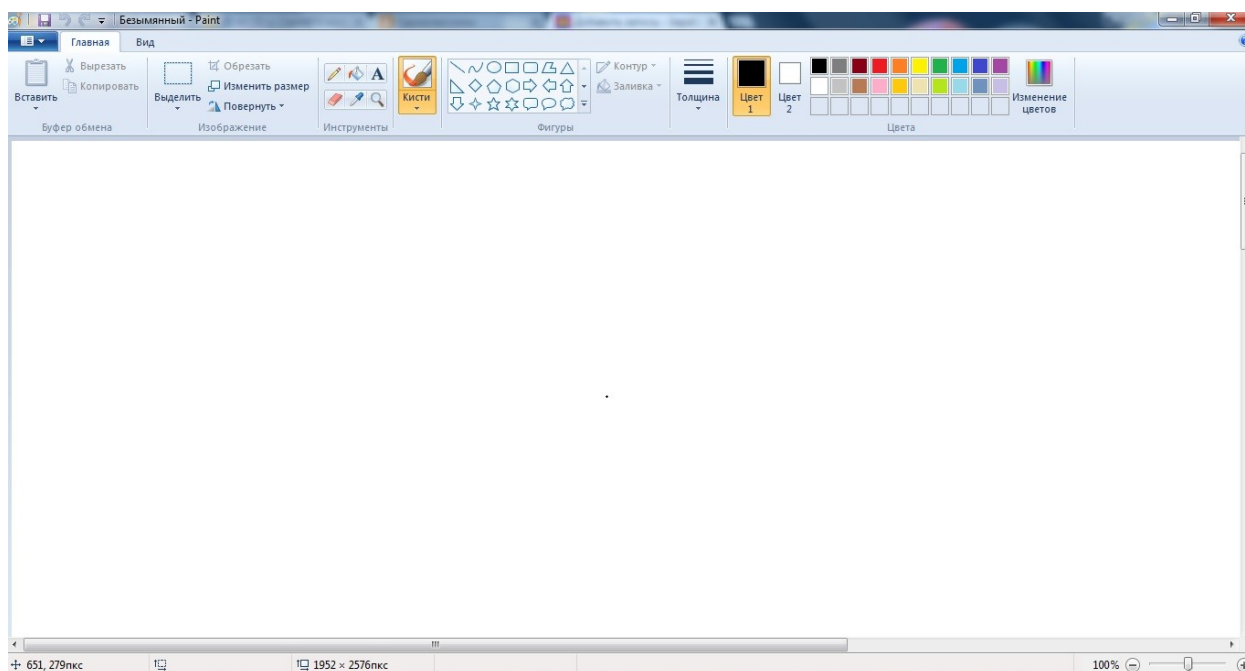 Безымянный - Paint
Главная Вид
Вставить
Вырезать
Копировать
Буфер обмена
Выделить
Обрезать
Изменить размер
Повернуть
Изображение
A
Инструменты
Кисти
Контур
Заливка
Фигуры
Толщина
Цвет
1
Цвет
2
Изменение
цветов
Цвета
651, 279пкс
1952 × 2576пкс
100%